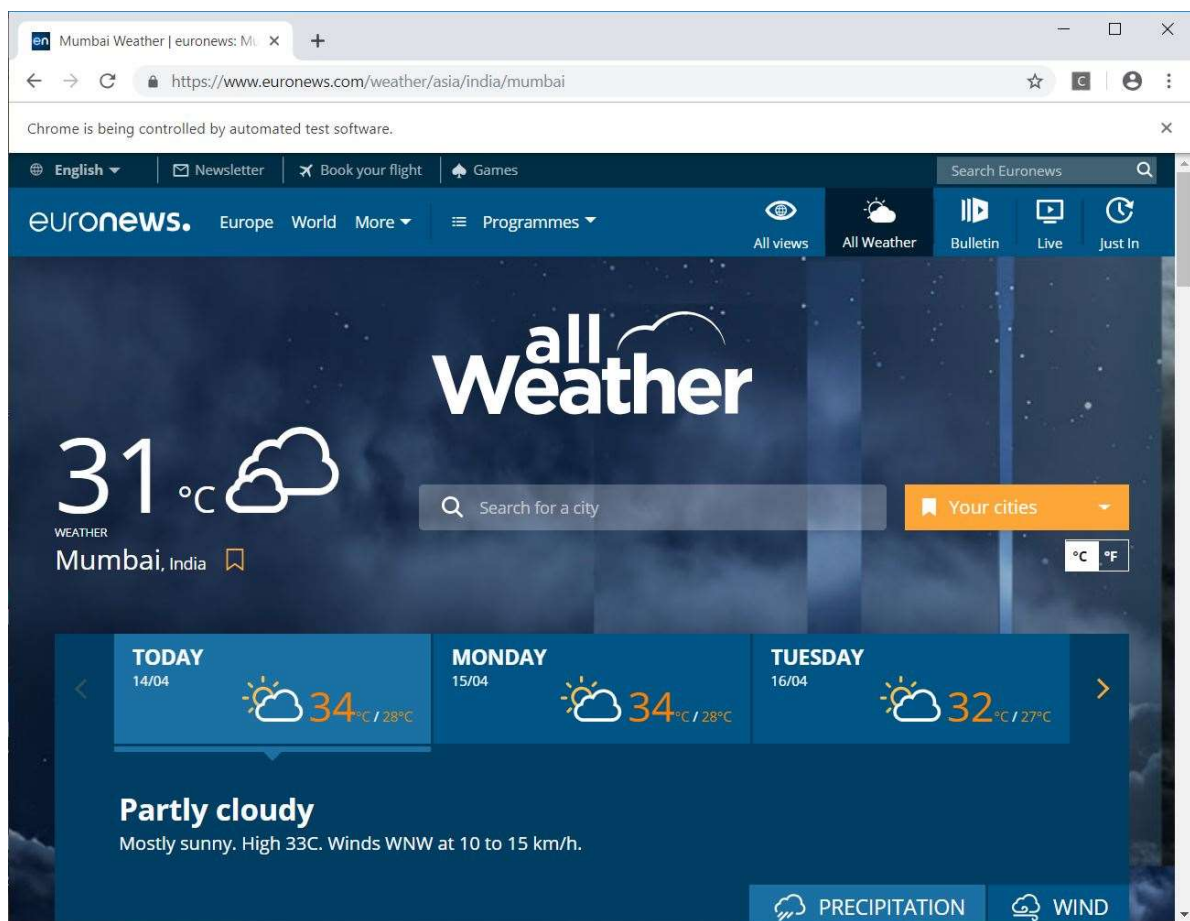 en Mumbai Weather | euronews: Mu
https://www.euronews.com/weather/asia/india/mumbai C
Chrome is being controlled by automated test software.
English Newsletter Book your flight Games Search Euronews
euronews. Europe World More Programmes All views All Weather Bulletin Live Just In
all
Weather
31 °C
WEATHER
Mumbai, India
Search for a city Your cities
°C °F
TODAY MONDAY TUESDAY
14/04 15/04 16/04
34°C / 28°C 34°C / 28°C 32°C / 27°C
Partly cloudy
Mostly sunny. High 33C. Winds WNW at 10 to 15 km/h.
PRECIPITATION WIND